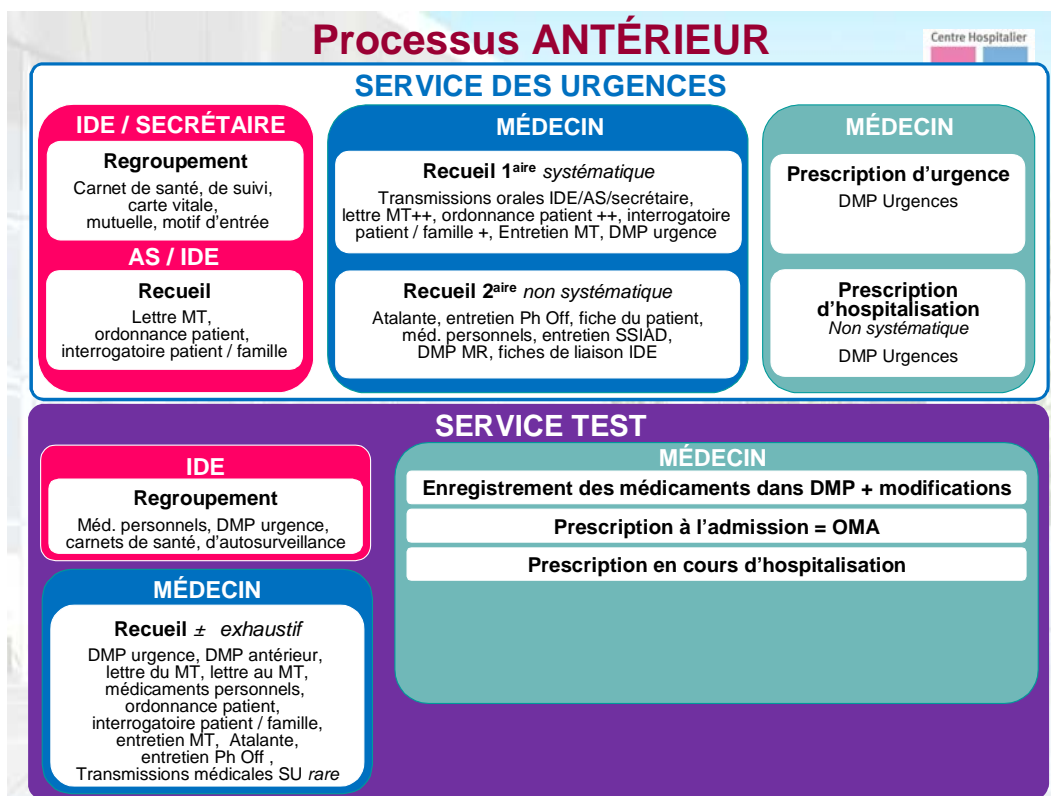 Processus ANTÉRIEUR
Centre Hospitalier
SERVICE DES URGENCES
IDE / SECRÉTAIRE
Regroupement
Carnet de santé, de suivi,
carte vitale,
mutuelle, motif d'entrée
AS / IDE
Recueil
Lettre MT,
ordonnance patient,
interrogatoire patient / famille
MÉDECIN
Recueil 1aire systématique
Transmissions orales IDE/AS/secrétaire,
lettre MT++, ordonnance patient ++, interrogatoire
patient / famille +, Entretien MT, DMP urgence
Recueil 2aire non systématique
Atalante, entretien Ph Off, fiche du patient,
méd. personnels, entretien SSIAD,
DMP MR, fiches de liaison IDE
MÉDECIN
Prescription d'urgence
DMP Urgences
Prescription
d'hospitalisation
Non systématique
DMP Urgences
SERVICE TEST
IDE
Regroupement
Méd. personnels, DMP urgence,
carnets de santé, d'autosurveillance
MÉDECIN
Recueil ± exhaustif
DMP urgence, DMP antérieur,
lettre du MT, lettre au MT,
médicaments personnels,
ordonnance patient,
interrogatoire patient / famille,
entretien MT, Atalante,
entretien Ph Off ,
Transmissions médicales SU rare
MÉDECIN
Enregistrement des médicaments dans DMP + modifications
Prescription à l'admission = OMA
Prescription en cours d'hospitalisation